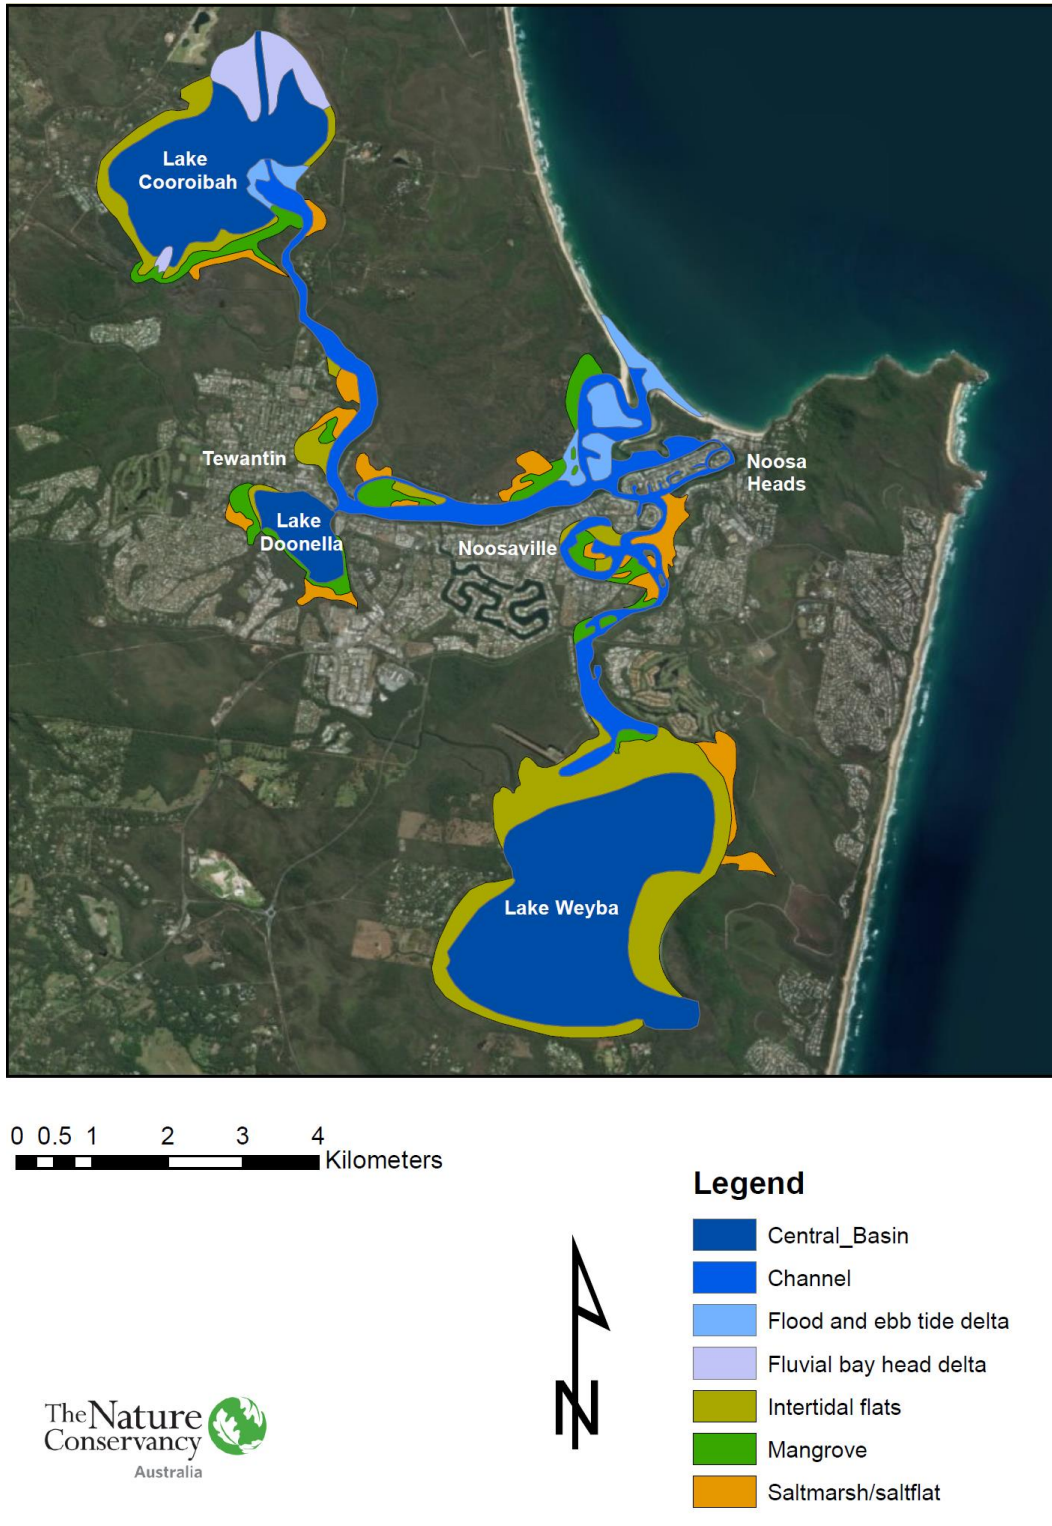 Lake
Cooroibah
Tewantin
Noosa
Heads
Lake
Doonella
Noosaville
Lake Weyba
0 0.5 1 2 3 4
Kilometers
Legend
Central_Basin
Channel
Flood and ebb tide delta
Fluvial bay head delta
Intertidal flats
Mangrove
Saltmarsh/saltflat
N
The Nature
Conservancy
Australia